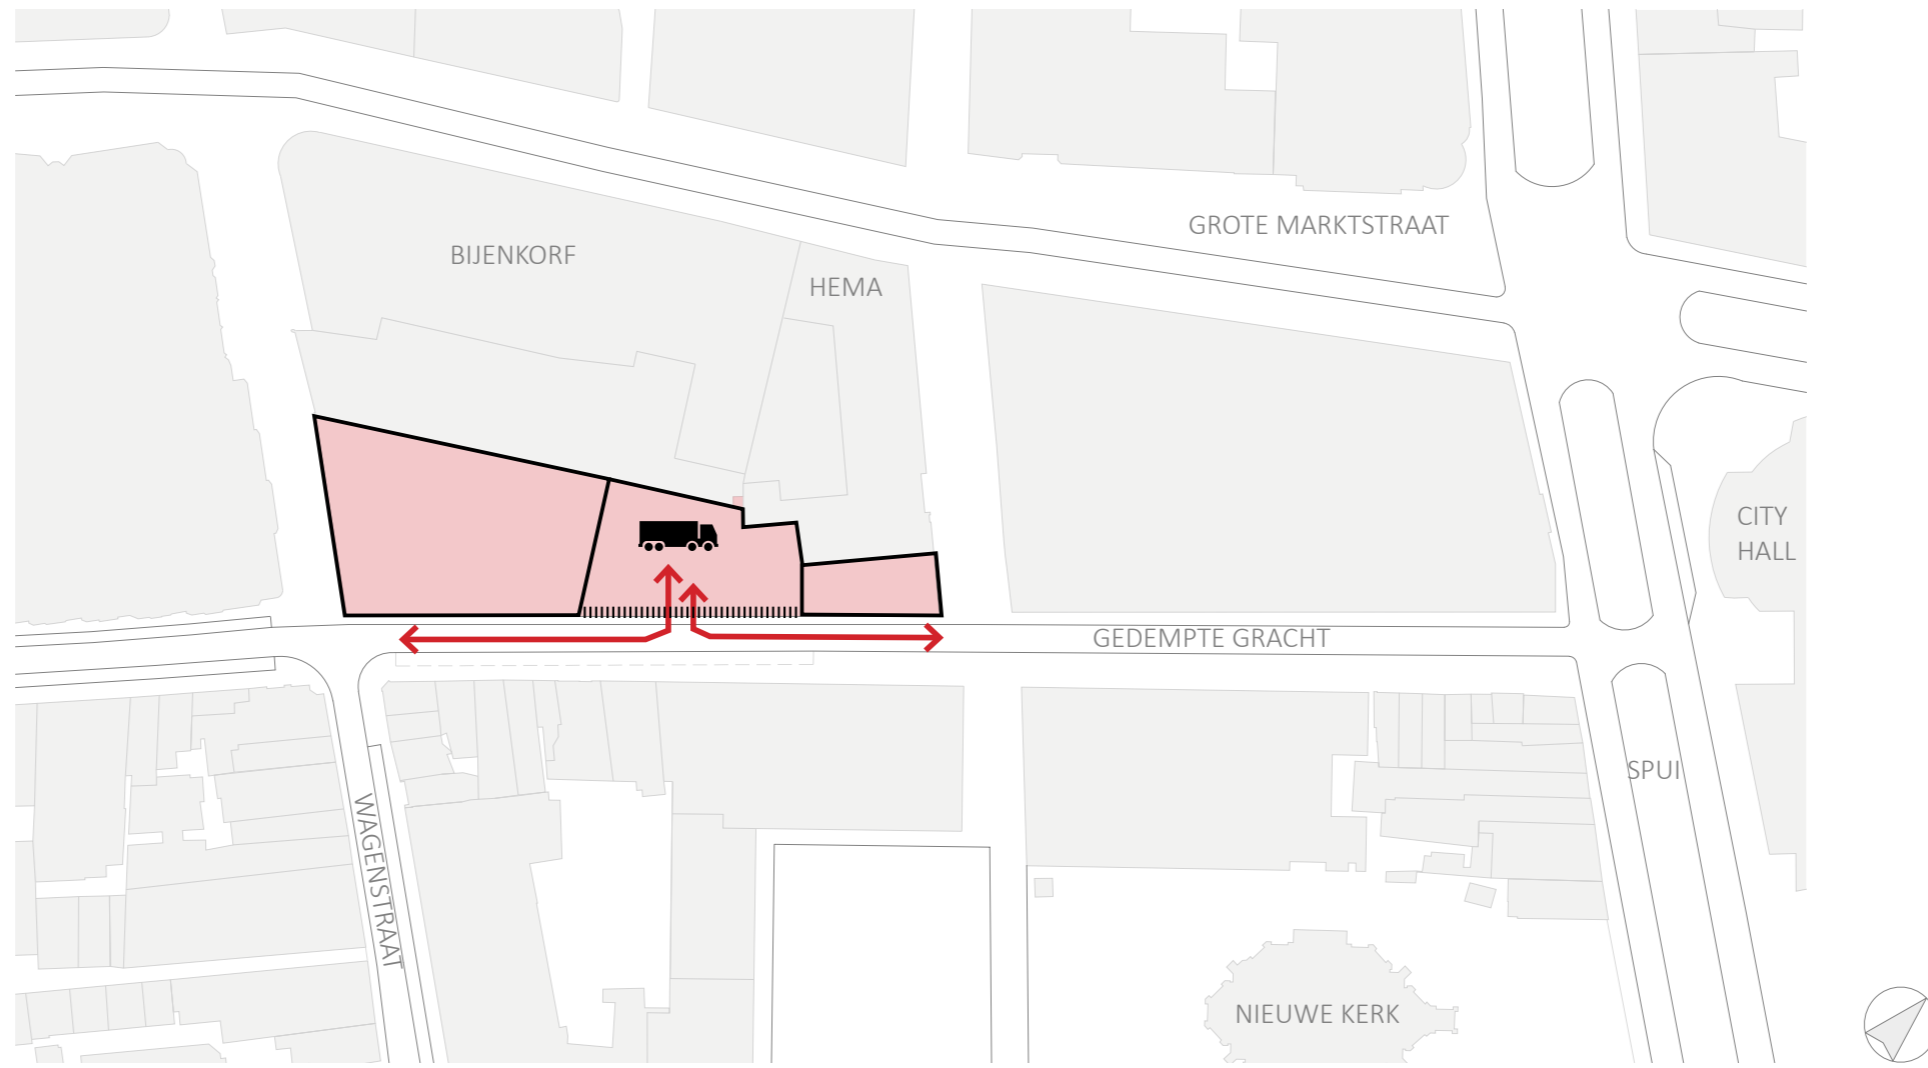 GROTE MARKTSTRAAT
BIJENKORF
HEMA
CITY
HALL
GEDEMPTE GRACHT
SPUI
WAGENSTRAAT
NIEUWE KERK